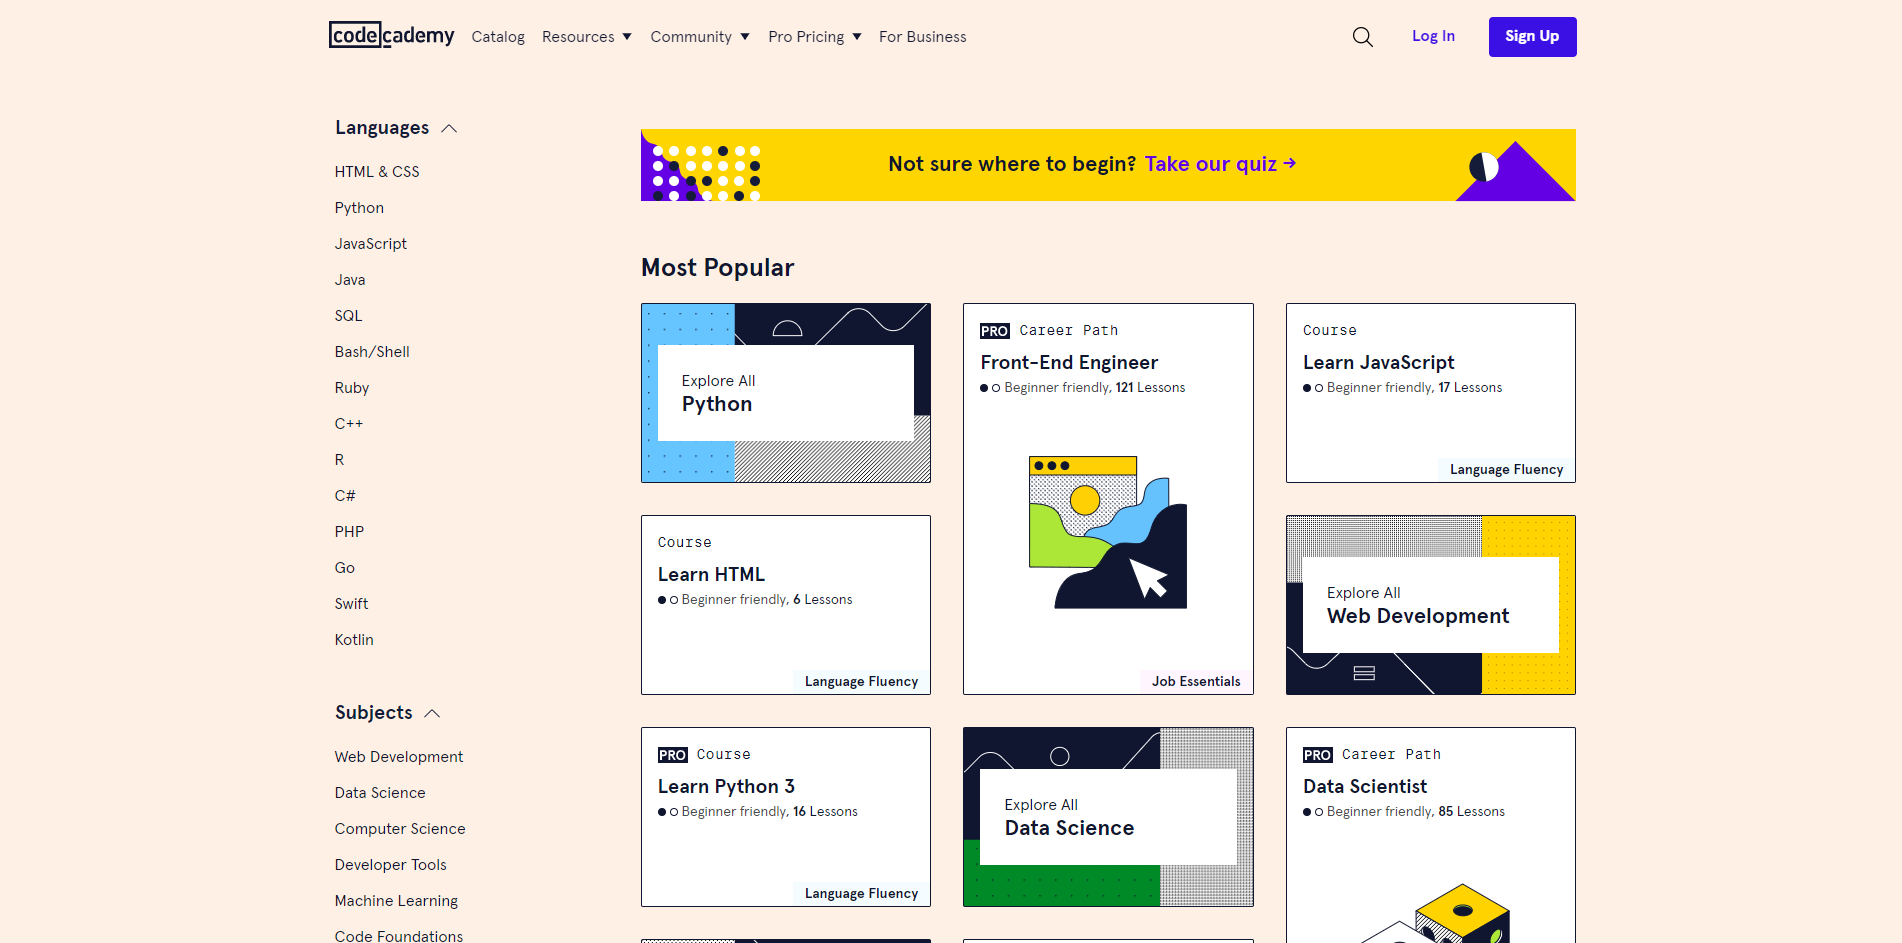 codecademy Catalog Resources Community Pro Pricing For Business Log In Sign Up
Languages
HTML & CSS
Python
JavaScript
Java
SQL
Bash/Shell
Ruby
C++
R
C#
PHP
Go
Swift
Kotlin
Subjects
Web Development
Data Science
Computer Science
Developer Tools
Machine Learning
Code Foundations
Not sure where to begin? Take our quiz →
Most Popular
Explore All
Python
PRO Career Path
Front-End Engineer
Beginner friendly, 121 Lessons
Job Essentials
Course
Learn JavaScript
Beginner friendly, 17 Lessons
Language Fluency
Course
Learn HTML
Beginner friendly, 6 Lessons
Language Fluency
Explore All
Web Development
PRO Course
Learn Python 3
Beginner friendly, 16 Lessons
Language Fluency
Explore All
Data Science
PRO Career Path
Data Scientist
Beginner friendly, 85 Lessons